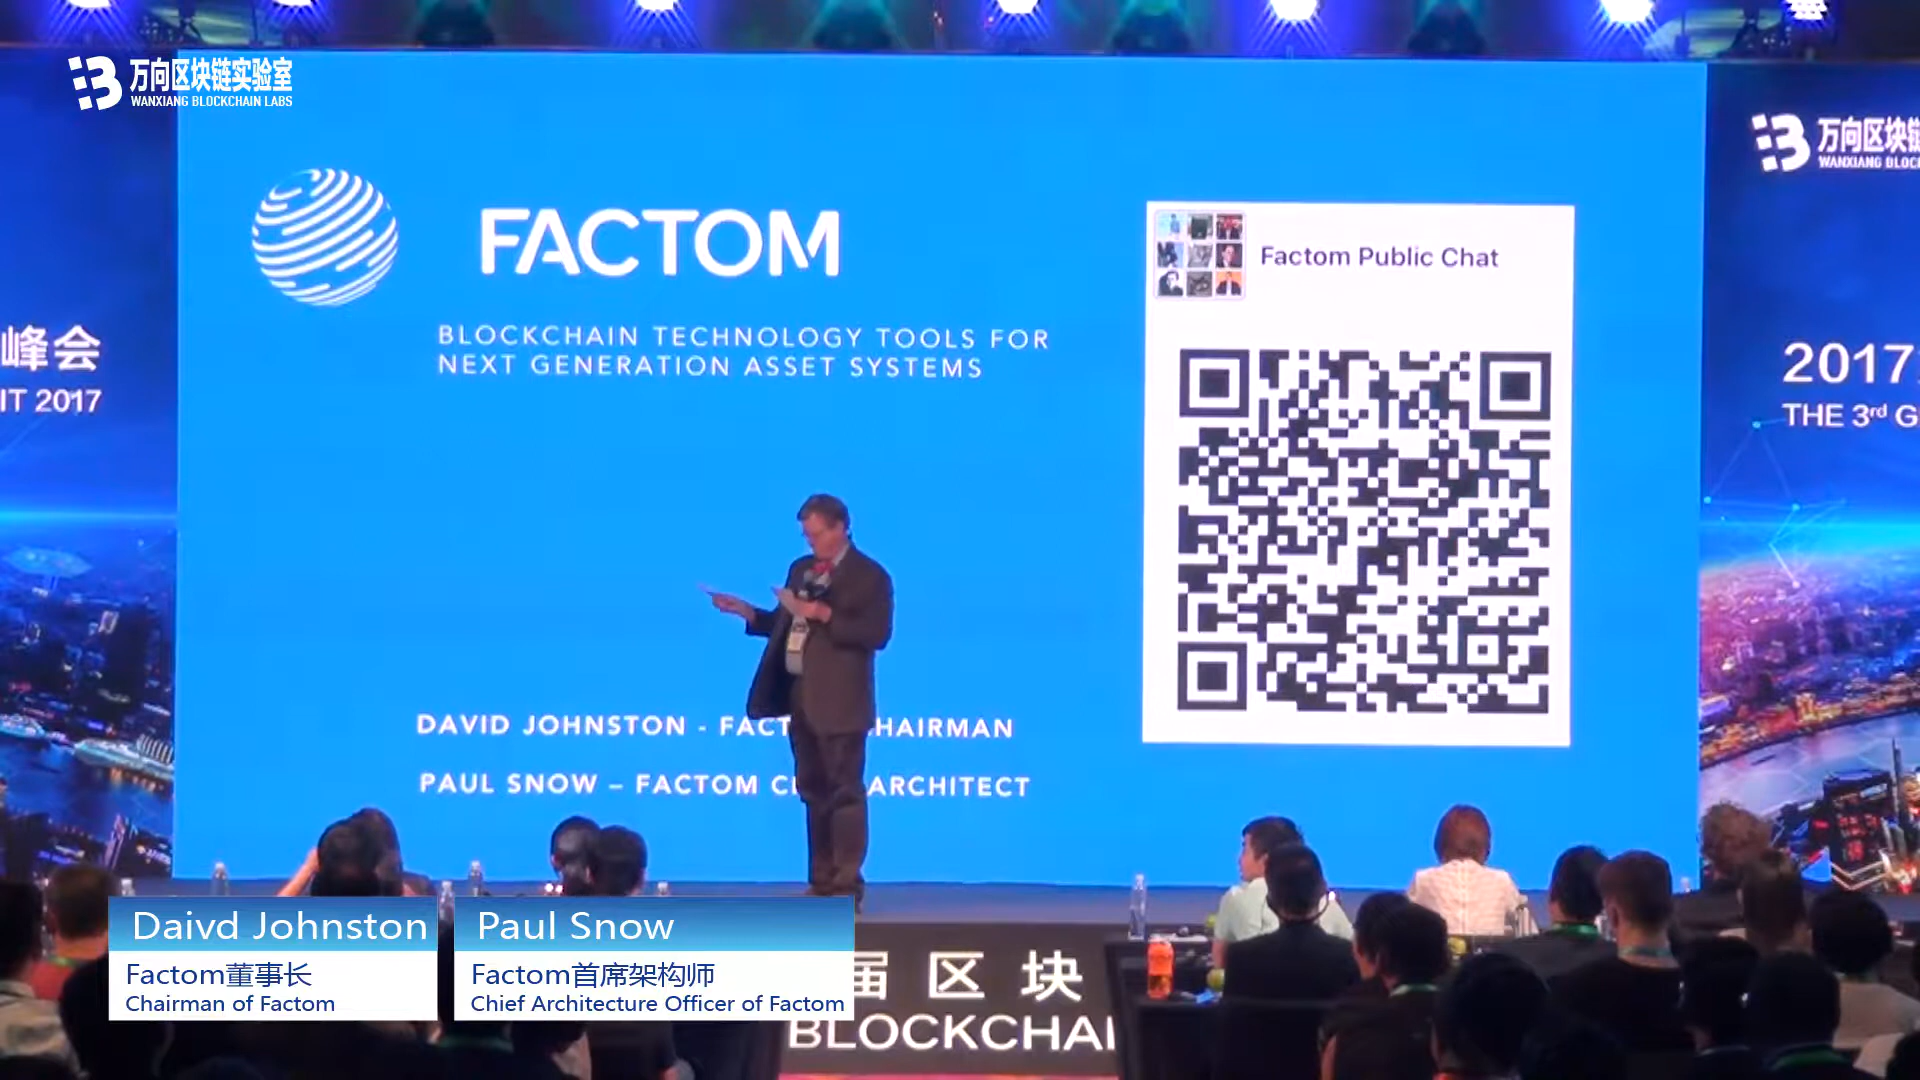 万向区块链实验室
WANXIANG BLOCKCHAIN LABS
万向区块链
WANXIANG BLOC
FACTOM
Factom Public Chat
BLOCKCHAIN TECHNOLOGY TOOLS FOR
NEXT GENERATION ASSET SYSTEMS
峰会
IT 2017
2017
THE 3rd G
DAVID JOHNSTON - FACT HAIRMAN
PAUL SNOW – FACTOM C ARCHITECT
Daivd Johnston
Factom董事长
Chairman of Factom
Paul Snow
Factom首席架构师
Chief Architecture Officer of Factom
届区块
BLOCKCHAI